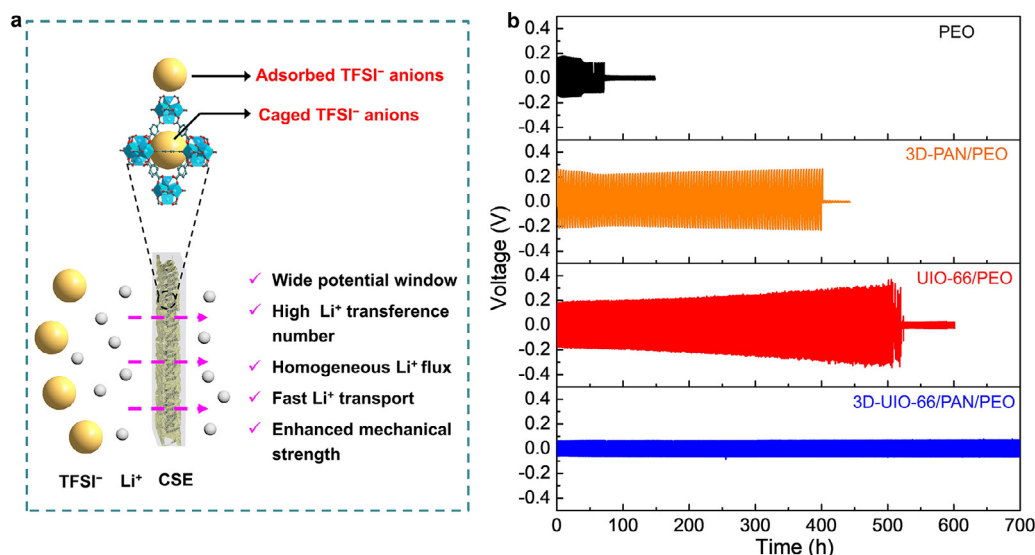 a
Adsorbed TFSI⁻ anions
Caged TFSI⁻ anions
✓ Wide potential window
✓ High Li⁺ transference
number
✓ Homogeneous Li⁺ flux
✓ Fast Li⁺ transport
✓ Enhanced mechanical
strength
TFSI⁻ Li⁺ CSE
b
PEO
0.4
0.2
0.0
-0.2
-0.4
3D-PAN/PEO
0.4
0.2
0.0
-0.2
-0.4
UIO-66/PEO
0.4
0.2
0.0
-0.2
-0.4
3D-UIO-66/PAN/PEO
0.4
0.2
0.0
-0.2
-0.4
Voltage (V)
0 100 200 300 400 500 600 700
Time (h)